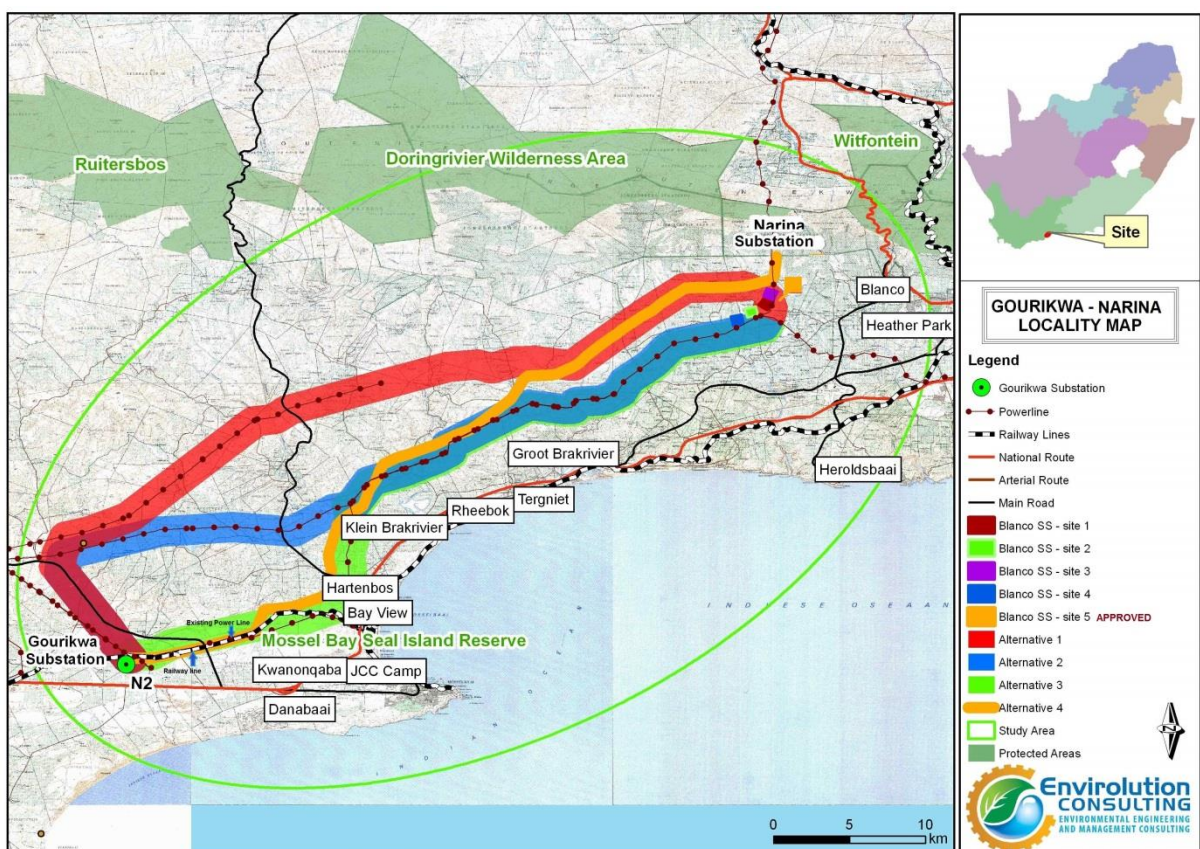 Ruitersbos
Doringrivier Wilderness Area
Witfontein
Narina
Substation
Blanco
Heather Park
Groot Brakrivier
Heroldsbaai
Tergniet
Rheebok
Klein Brakrivier
Hartenbos
Bay View
Existing Power Line
Mossel Bay Seal Island Reserve
Gourikwa
Substation
Railway line
N2
Kwanonqaba
JCC Camp
Danabaai
INDIESE OSEAAN
INDIAN OCEAN
0 5 10
km
Site
GOURIKWA - NARINA
LOCALITY MAP
Legend
Gourikwa Substation
Powerline
Railway Lines
National Route
Arterial Route
Main Road
Blanco SS - site 1
Blanco SS - site 2
Blanco SS - site 3
Blanco SS - site 4
Blanco SS - site 5 APPROVED
Alternative 1
Alternative 2
Alternative 3
Alternative 4
Study Area
Protected Areas
N
Envirolution
CONSULTING
ENVIRONMENTAL ENGINEERING
AND MANAGEMENT CONSULTING